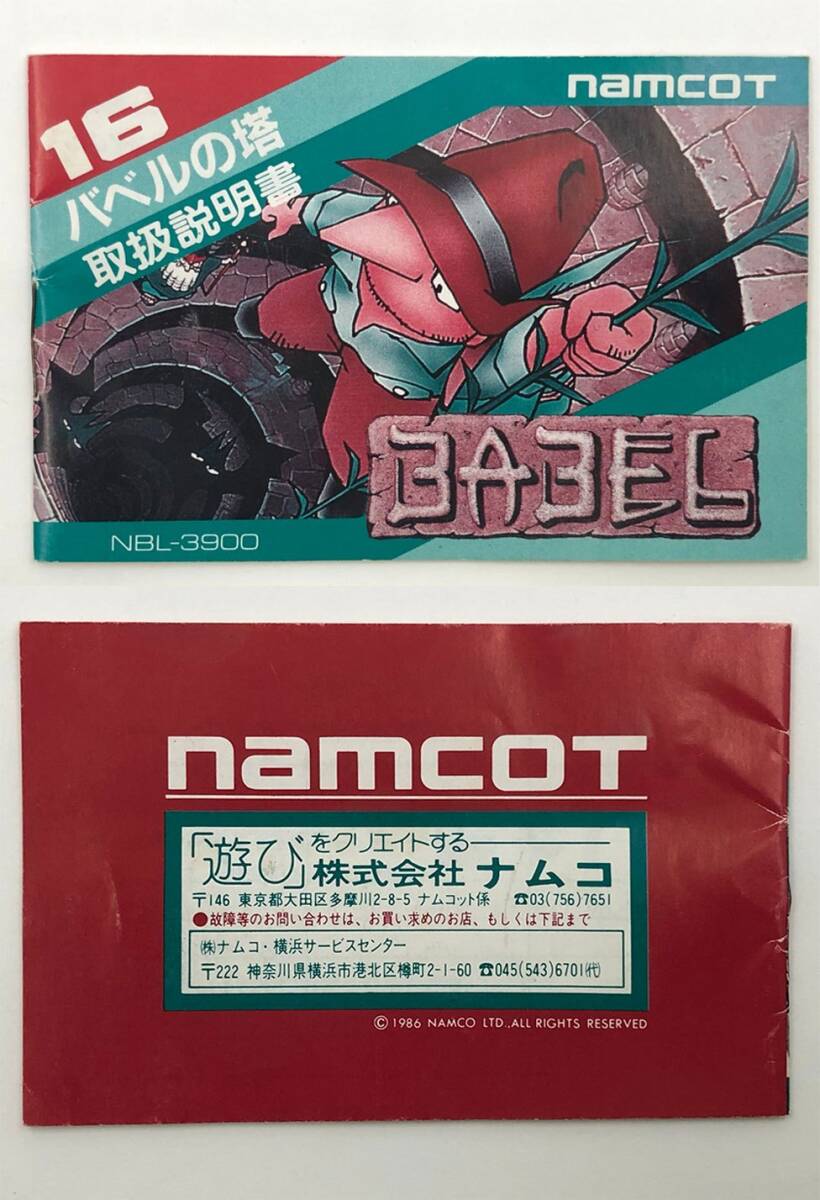 namcoT
16
バベルの塔
取扱説明書
BABEL
NBL-3900
namcoT
「遊び」をクリエイトする
株式会社 ナムコ
〒146 東京都大田区多摩川2-8-5 ナムコット係 ☎03(756)7651
●故障等のお問い合わせは、お買い求めのお店、もしくは下記まで
㈱ナムコ・横浜サービスセンター
〒222 神奈川県横浜市港北区樽町2-1-60 ☎045(543)6701㈹
© 1986 NAMCO LTD.,ALL RIGHTS RESERVED